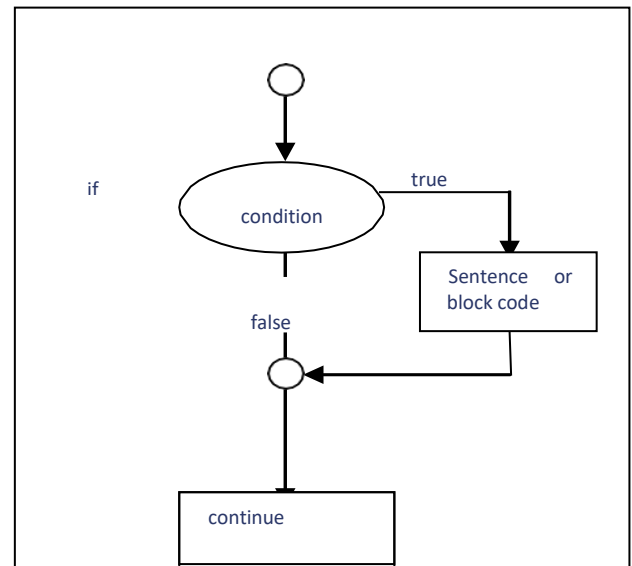 true
if
condition
Sentence or
block code
false
continue